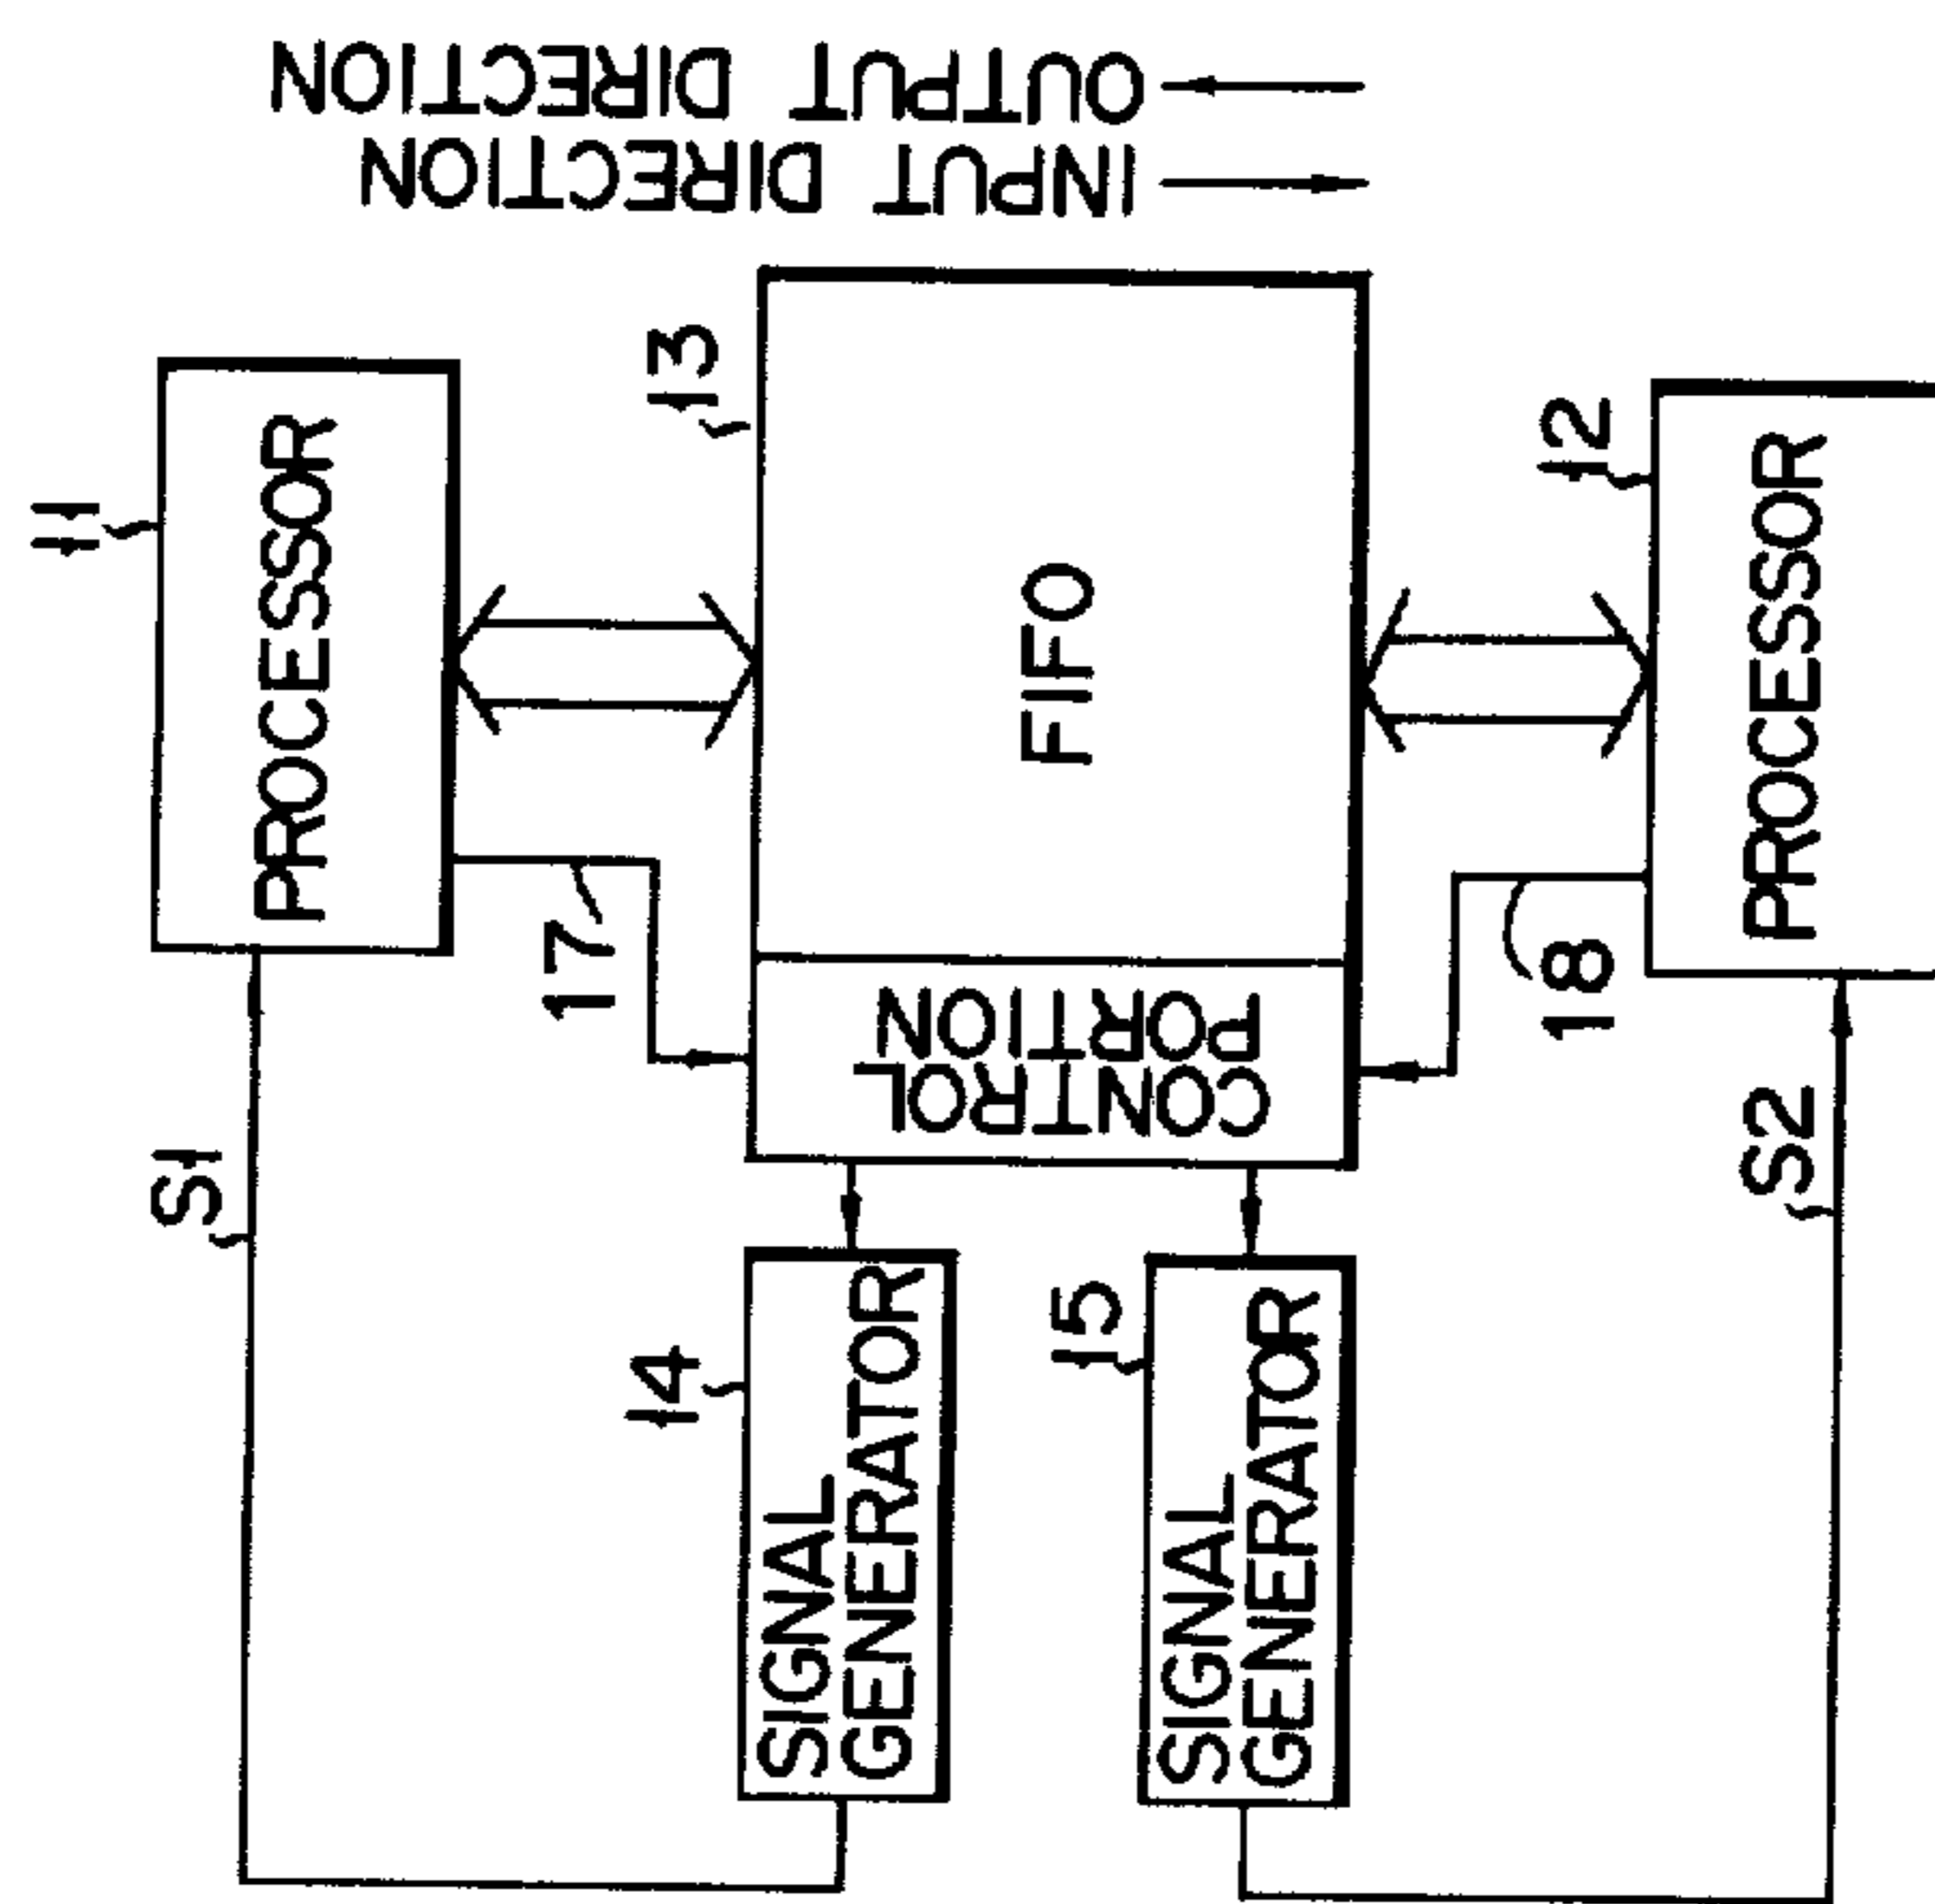 OUTPUT DIRECTION
INPUT DIRECTION
11
PROCESSOR
13
FIFO
12
PROCESSOR
17
18
CONTROL
PORTION
S1
S2
14
SIGNAL
GENERATOR
15
SIGNAL
GENERATOR